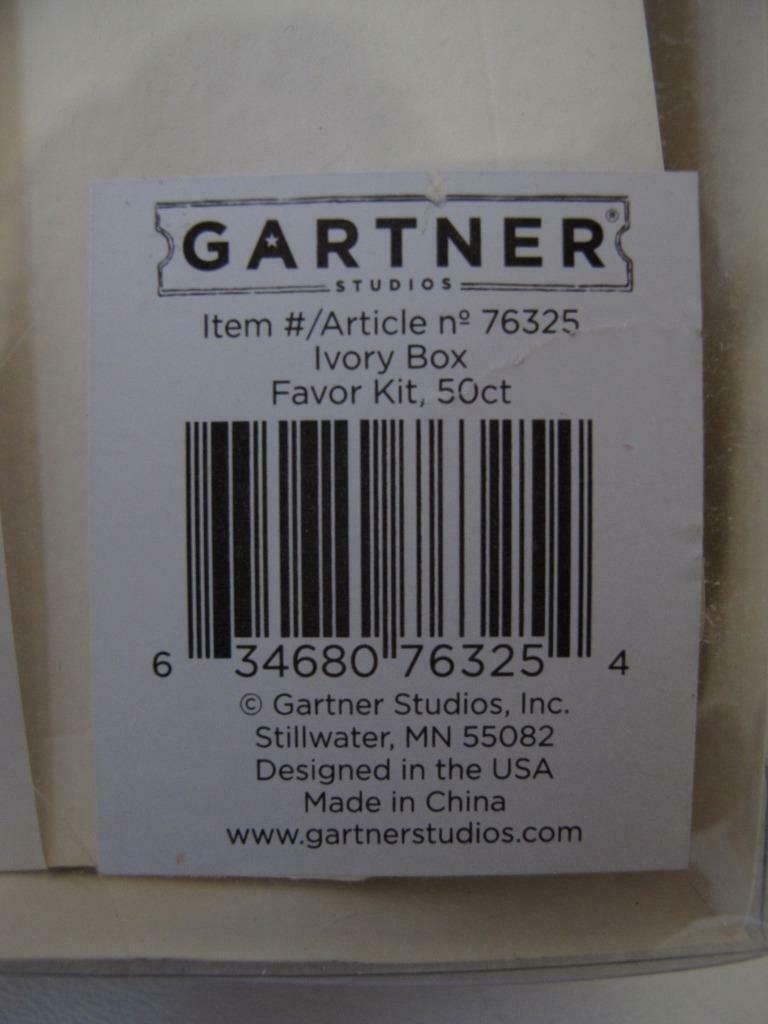 GARTNER®
STUDIOS
Item #/Article nº 76325
Ivory Box
Favor Kit, 50ct
6 34680 76325 4
© Gartner Studios, Inc.
Stillwater, MN 55082
Designed in the USA
Made in China
www.gartnerstudios.com